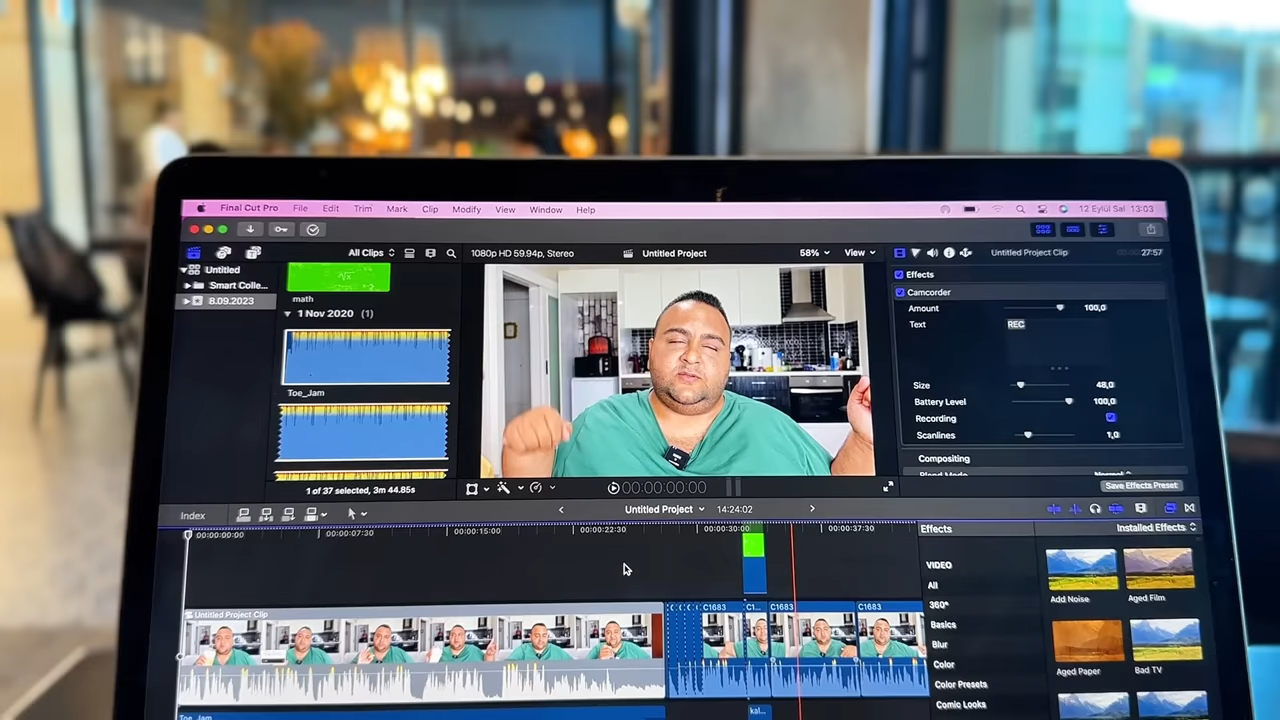 Final Cut Pro File Edit Trim Mark Clip Modify View Window Help
12 Eylül Sal 13:03
All Clips
1080p HD 59.94p, Stereo
Untitled Project
58%
View
Untitled Project Clip
27:57
Untitled
Smart Colle...
8.09.2023
math
1 Nov 2020 (1)
Toe_Jam
1 of 37 selected, 3m 44.85s
00:00:00:00
Effects
Camcorder
Amount 100,0
Text REC
Size 48,0
Battery Level 100,0
Recording
Scanlines 1,0
Compositing
Blend Mode Normal
Save Effects Preset
Index
Untitled Project
14:24:02
00:00:00:00
00:00:07:30
00:00:15:00
00:00:22:30
00:00:30:00
00:00:37:30
Untitled Project Clip
C1683
C1...
C1683
C1683
Toe_Jam
kal...
Effects
Installed Effects
VIDEO
All
360°
Basics
Blur
Color
Color Presets
Comic Looks
Add Noise
Aged Film
Aged Paper
Bad TV